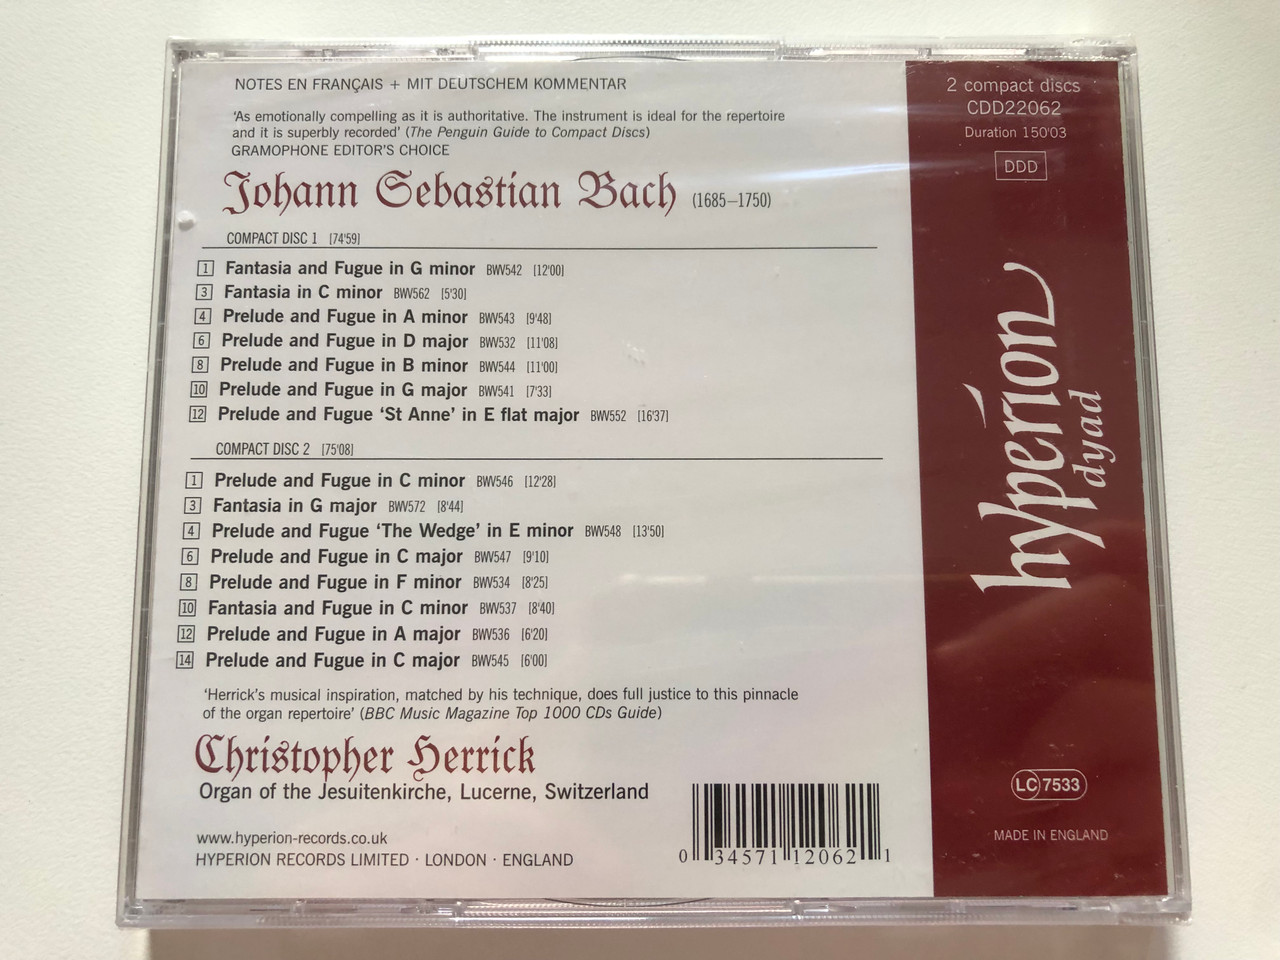 NOTES EN FRANÇAIS + MIT DEUTSCHEM KOMMENTAR
‘As emotionally compelling as it is authoritative. The instrument is ideal for the repertoire
and it is superbly recorded’ (The Penguin Guide to Compact Discs)
GRAMOPHONE EDITOR'S CHOICE
Johann Sebastian Bach (1685–1750)
COMPACT DISC 1 [74'59]
1 Fantasia and Fugue in G minor BWV542 [12'00]
3 Fantasia in C minor BWV562 [5'30]
4 Prelude and Fugue in A minor BWV543 [9'48]
6 Prelude and Fugue in D major BWV532 [11'08]
8 Prelude and Fugue in B minor BWV544 [11'00]
10 Prelude and Fugue in G major BWV541 [7'33]
12 Prelude and Fugue ‘St Anne’ in E flat major BWV552 [16'37]
COMPACT DISC 2 [75'08]
1 Prelude and Fugue in C minor BWV546 [12'28]
3 Fantasia in G major BWV572 [8'44]
4 Prelude and Fugue ‘The Wedge’ in E minor BWV548 [13'50]
6 Prelude and Fugue in C major BWV547 [9'10]
8 Prelude and Fugue in F minor BWV534 [8'25]
10 Fantasia and Fugue in C minor BWV537 [8'40]
12 Prelude and Fugue in A major BWV536 [6'20]
14 Prelude and Fugue in C major BWV545 [6'00]
‘Herrick's musical inspiration, matched by his technique, does full justice to this pinnacle
of the organ repertoire’ (BBC Music Magazine Top 1000 CDs Guide)
Christopher Herrick
Organ of the Jesuitenkirche, Lucerne, Switzerland
www.hyperion-records.co.uk
HYPERION RECORDS LIMITED · LONDON · ENGLAND
0 34571 12062 1
2 compact discs
CDD22062
Duration 150'03
DDD
hyperion
dyad
LC 7533
MADE IN ENGLAND